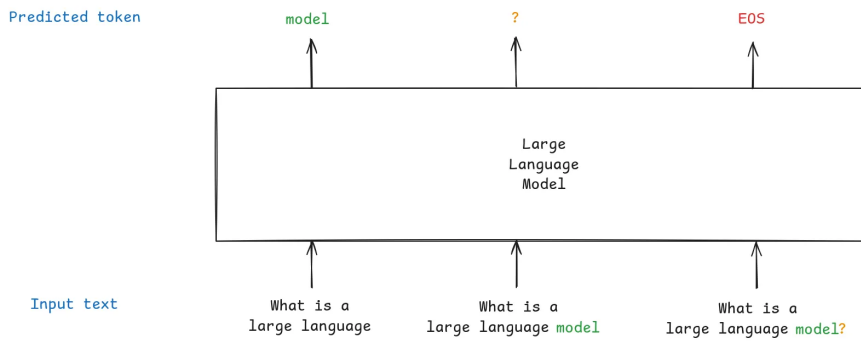 Predicted token
model
?
EOS
Large
Language
Model
Input text
What is a
large language
What is a
large language model
What is a
large language model?